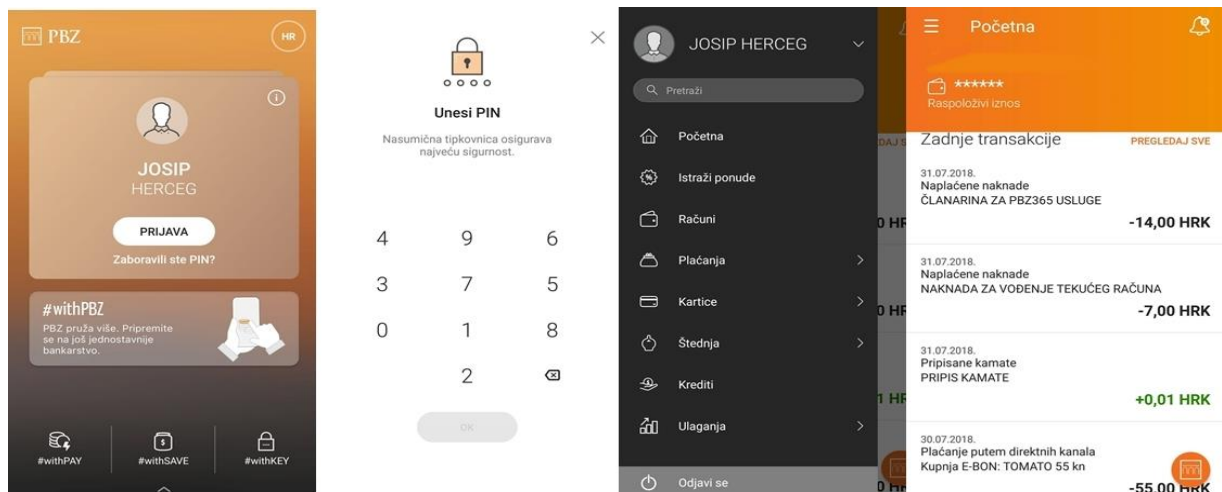 PBZ
HR
JOSIP
HERCEG
PRIJAVA
Zaboravili ste PIN?
#withPBZ
PBZ pruža više. Pripremite
se na još jednostavnije
bankarstvo.
#withPAY
#withSAVE
#withKEY
Unesi PIN
Nasumična tipkovnica osigurava
najveću sigurnost.
4 9 6
3 7 5
0 1 8
2
OK
JOSIP HERCEG
Pretraži
Početna
Istraži ponude
Računi
Plaćanja
Kartice
Štednja
Krediti
Ulaganja
Odjavi se
Početna
******
Raspoloživi iznos
Zadnje transakcije
PREGLEDAJ SVE
31.07.2018.
Naplaćene naknade
ČLANARINA ZA PBZ365 USLUGE
-14,00 HRK
31.07.2018.
Naplaćene naknade
NAKNADA ZA VOĐENJE TEKUĆEG RAČUNA
-7,00 HRK
31.07.2018.
Pripisane kamate
PRIPIS KAMATE
+0,01 HRK
30.07.2018.
Plaćanje putem direktnih kanala
Kupnja E-BON: TOMATO 55 kn
-55,00 HRK